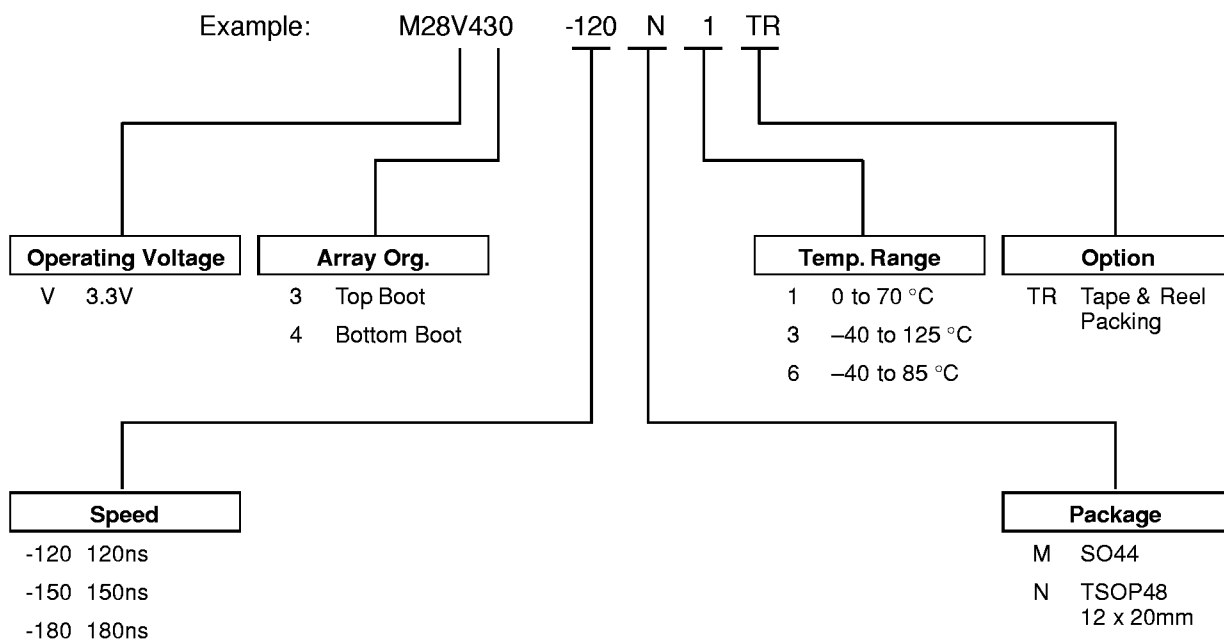 Example: M28V430 -120 N 1 TR
Operating Voltage
V 3.3V
Array Org.
3 Top Boot
4 Bottom Boot
Temp. Range
1 0 to 70 °C
3 –40 to 125 °C
6 –40 to 85 °C
Option
TR Tape & Reel
Packing
Speed
-120 120ns
-150 150ns
-180 180ns
Package
M SO44
N TSOP48
12 x 20mm